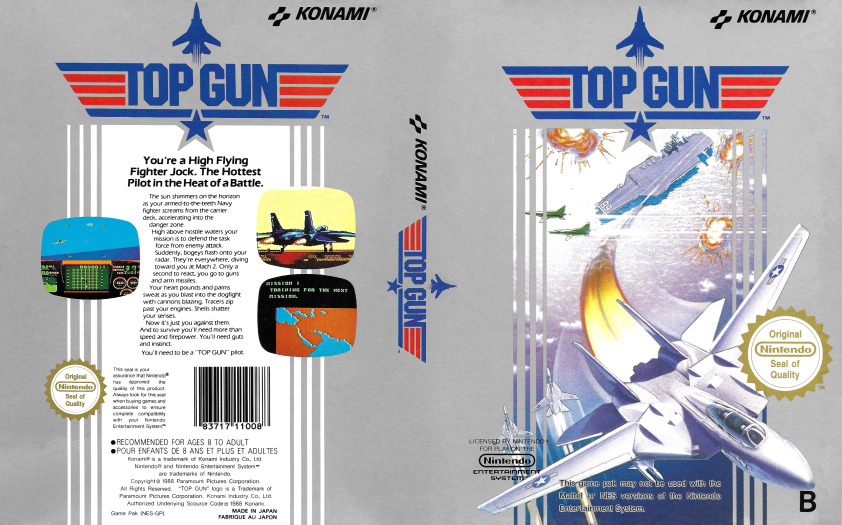 KONAMI®
TOP GUN
TM
You're a High Flying
Fighter Jock. The Hottest
Pilot in the Heat of a Battle.
The sun shimmers on the horizon
as your armed-to-the-teeth Navy
fighter screams from the carrier
deck, accelerating into the
danger zone.
High above hostile waters your
mission is to defend the task
force from enemy attack.
Suddenly, bogeys flash onto your
radar. They're everywhere, diving
toward you at Mach 2. Only a
second to react, you go to guns
and arm missiles.
Your heart pounds and palms
sweat as you blast into the dogfight
with cannons blazing. Tracers zip
past your engines. Shells shatter
your senses.
Now it's just you against them.
And to survive you'll need more than
speed and firepower. You'll need guts
and instinct.
You'll need to be a "TOP GUN" pilot.
MISSION 1
TRAINING FOR THE NEXT
MISSION.
Original
Nintendo
Seal of
Quality
This seal is your
assurance that Nintendo®
has approved the
quality of this product.
Always look for this seal
when buying games and
accessories to ensure
complete compatibility
with your Nintendo
Entertainment System™
83717 11008
●RECOMMENDED FOR AGES 8 TO ADULT
●POUR ENFANTS DE 8 ANS ET PLUS ET ADULTES
Konami® is a trademark of Konami Industry Co., Ltd.
Nintendo® and Nintendo Entertainment System™
are trademarks of Nintendo.
Copyright© 1988 Paramount Pictures Corporation.
All Rights Reserved. "TOP GUN" logo is a Trademark of
Paramount Pictures Corporation. Konami Industry Co., Ltd.
Authorized Underlying Source Code© 1988 Konami.
Game Pak (NES-GP)
MADE IN JAPAN
FABRIQUE AU JAPON
KONAMI®
TOP GUN
KONAMI®
TOP GUN
TM
Original
Nintendo
Seal of
Quality
TM
LICENSED BY NINTENDO®
FOR PLAY ON THE
Nintendo
ENTERTAINMENT
SYSTEM™
This game pak may not be used with the
Mattel or NES versions of the Nintendo
Entertainment System.
B